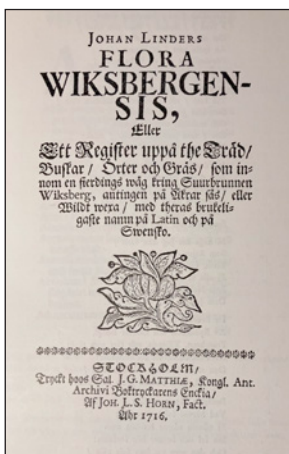 JOHAN LINDERS
FLORA
WIKSBERGEN-
SIS,
Eller
Ett Register uppå the Träd/
Buskar/ Örter och Gräs/ som in-
nom en fierdings wäg kring Suurbrunnen
Wiksberg, antingen på Åkrar sås/ eller
Wildt wexa/ med theras brukeli-
gaste namn på Latin och på
Swensko.
STOCKHOLM/
Tryckt hoos Sal. J. G. MATTHIÆ, Kongl. Ant.
Archivi Boktryckarens Enckia/
Af JOH. L. S. HORN, Fact.
Åhr 1716.